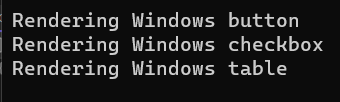 Rendering Windows button
Rendering Windows checkbox
Rendering Windows table